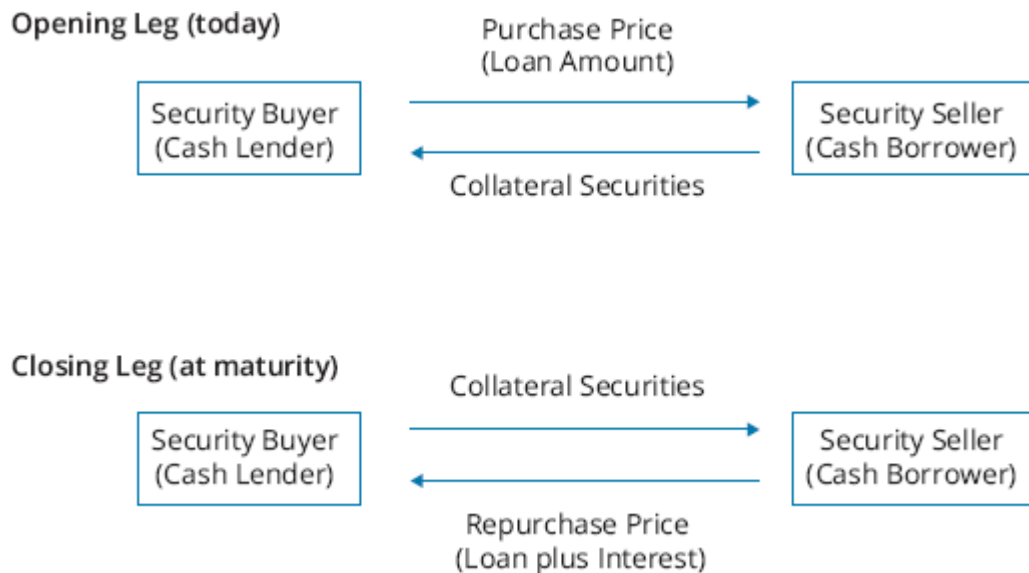 Opening Leg (today)
Purchase Price
(Loan Amount)
Security Buyer
(Cash Lender)
Security Seller
(Cash Borrower)
Collateral Securities
Closing Leg (at maturity)
Collateral Securities
Security Buyer
(Cash Lender)
Security Seller
(Cash Borrower)
Repurchase Price
(Loan plus Interest)